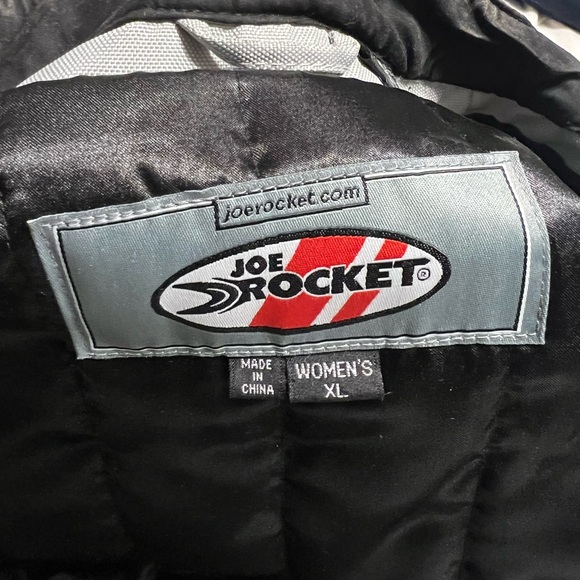 joerocket.com
JOE
ROCKET®
MADE
IN
CHINA
WOMEN'S
XL